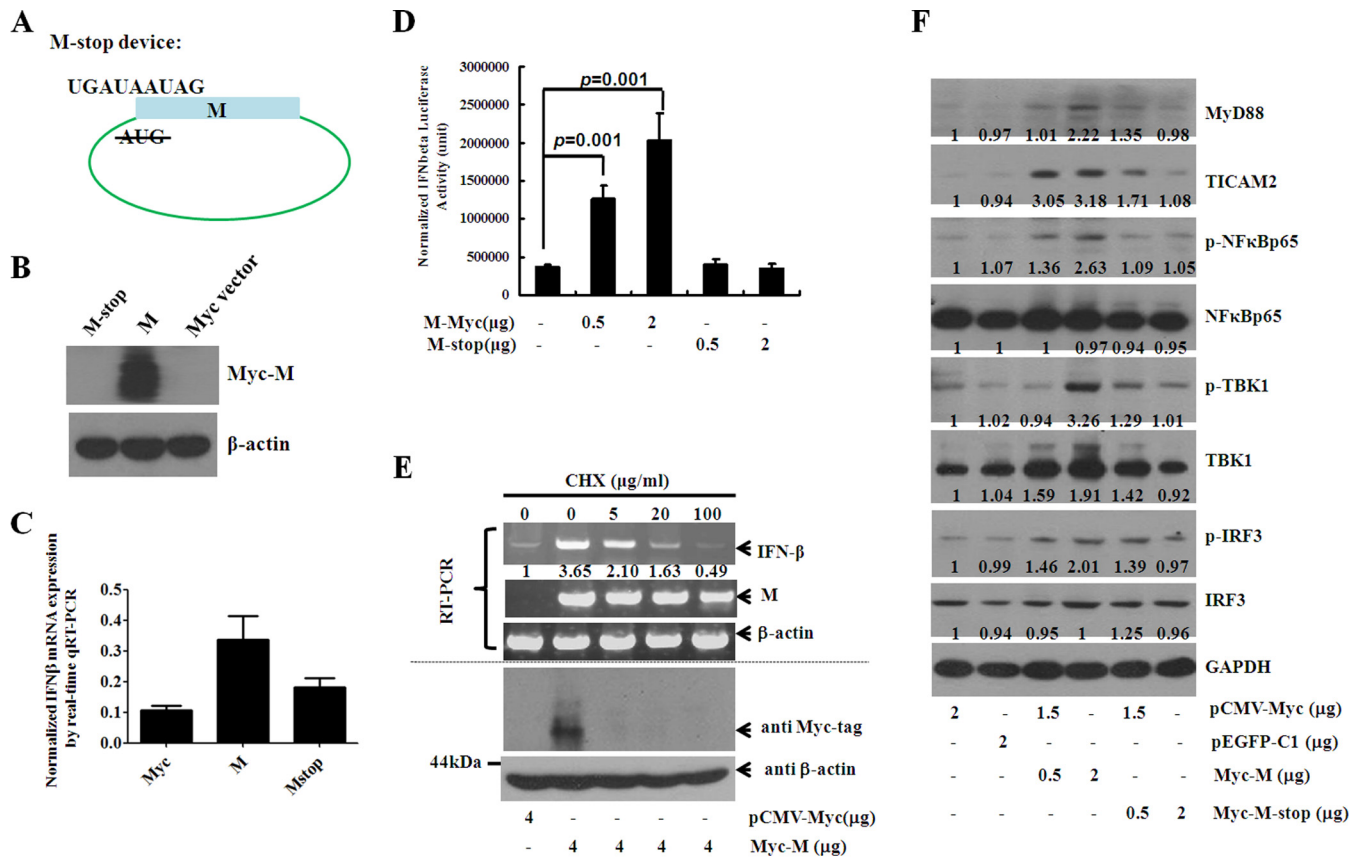 A
M-stop device:
UGAUAAUAG
M
AUG
B
M-stop
M
Myc vector
Myc-M
β-actin
C
Normalized IFNβ mRNA expression
by real-time qRT-PCR
0.5
0.4
0.3
0.2
0.1
0.0
Myc
M
Mstop
D
Normalized IFNbeta Luciferase
Activity (unit)
3000000
2500000
2000000
1500000
1000000
500000
0
p=0.001
p=0.001
M-Myc(μg) - 0.5 2 - -
M-stop(μg) - - - 0.5 2
E
CHX (μg/ml)
0 0 5 20 100
RT-PCR
IFN-β
1 3.65 2.10 1.63 0.49
M
β-actin
anti Myc-tag
44kDa
anti β-actin
4 - - - - pCMV-Myc(μg)
- 4 4 4 4 Myc-M (μg)
F
MyD88
1 0.97 1.01 2.22 1.35 0.98
TICAM2
1 0.94 3.05 3.18 1.71 1.08
p-NFκBp65
1 1.07 1.36 2.63 1.09 1.05
NFκBp65
1 1 1 0.97 0.94 0.95
p-TBK1
1 1.02 0.94 3.26 1.29 1.01
TBK1
1 1.04 1.59 1.91 1.42 0.92
p-IRF3
1 0.99 1.46 2.01 1.39 0.97
IRF3
1 0.94 0.95 1 1.25 0.96
GAPDH
2 - 1.5 - 1.5 - pCMV-Myc (μg)
- 2 - - - - pEGFP-C1 (μg)
- - 0.5 2 - - Myc-M (μg)
- - - - 0.5 2 Myc-M-stop (μg)